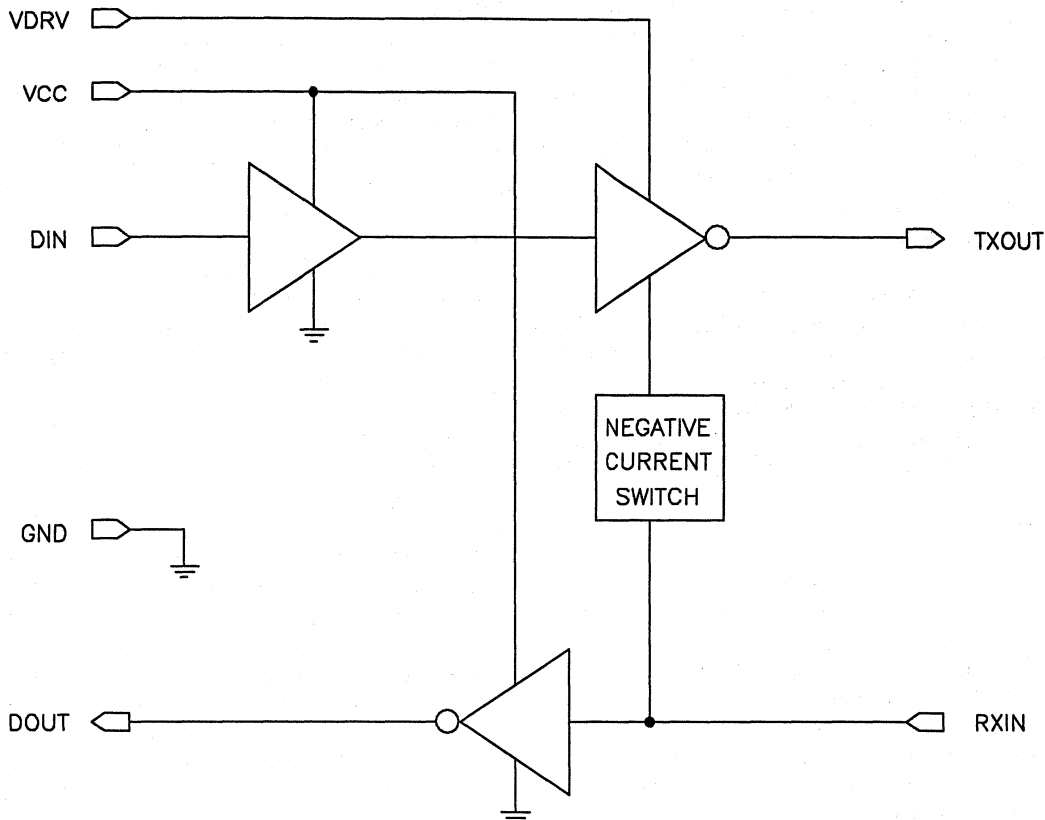 VDRV
VCC
DIN
TXOUT
NEGATIVE
CURRENT
SWITCH
GND
DOUT
RXIN